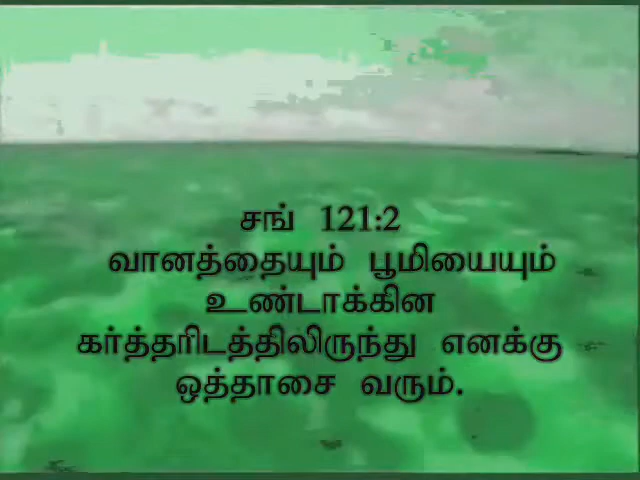 சங் 121:2
வானத்தையும் பூமியையும்
உண்டாக்கின
கர்த்தரிடத்திலிருந்து எனக்கு
ஒத்தாசை வரும்.